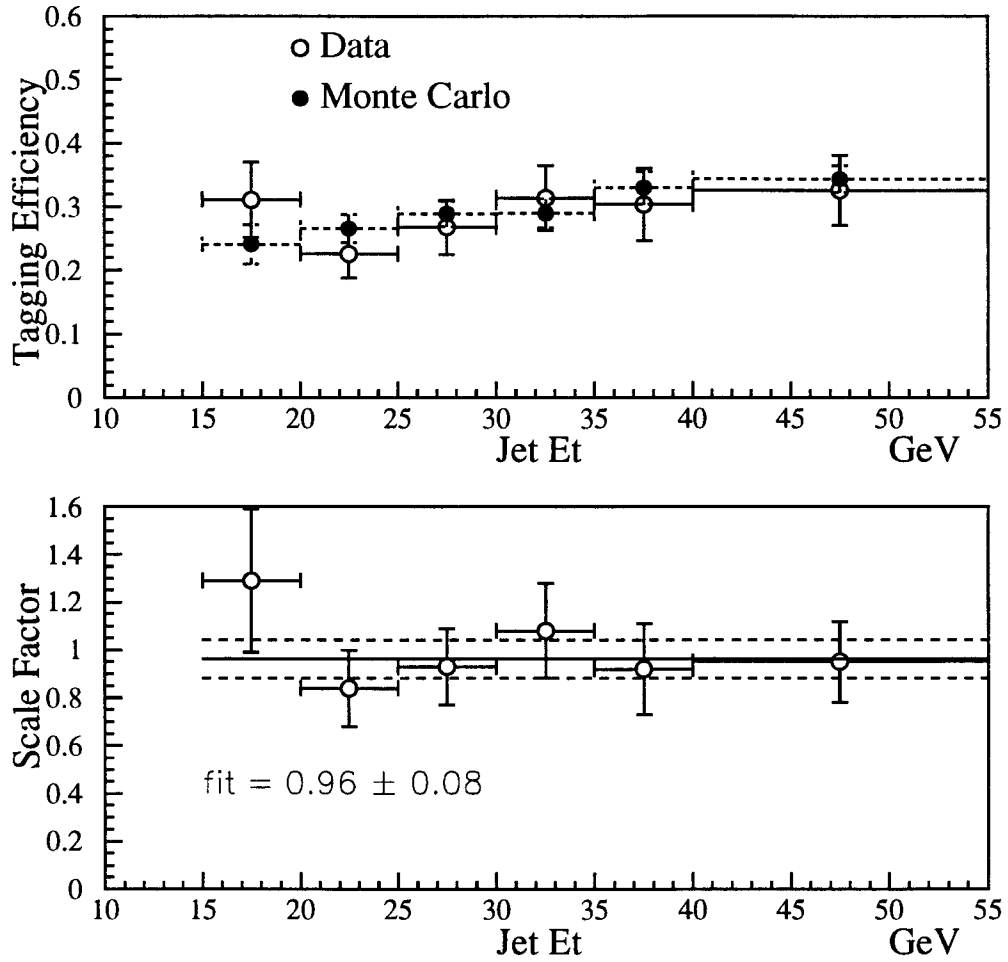 0.6
Data
0.5
Monte Carlo
0.4
0.3
0.2
0.1
0
Tagging Efficiency
10 15 20 25 30 35 40 45 50 55
Jet Et GeV
1.6
1.4
1.2
1
0.8
0.6
0.4
0.2
0
Scale Factor
fit = 0.96 ± 0.08
10 15 20 25 30 35 40 45 50 55
Jet Et GeV